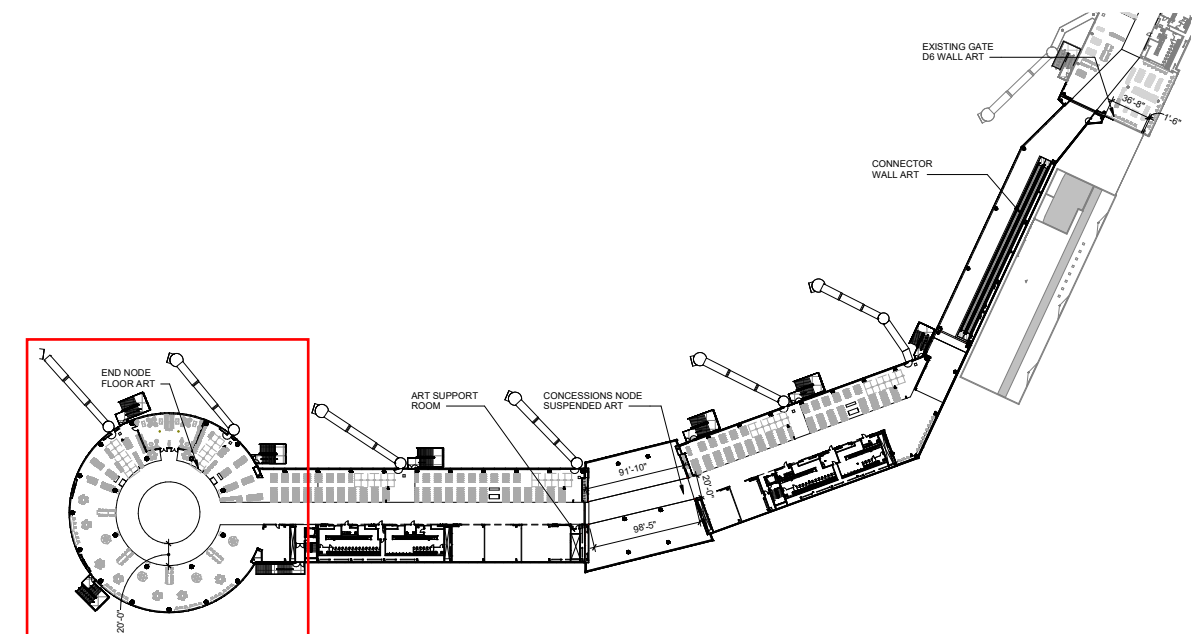 EXISTING GATE
D6 WALL ART
36'-8"
1'-6"
CONNECTOR
WALL ART
END NODE
FLOOR ART
ART SUPPORT
ROOM
CONCESSIONS NODE
SUSPENDED ART
91'-10"
20'-0"
98'-5"
20'-0"